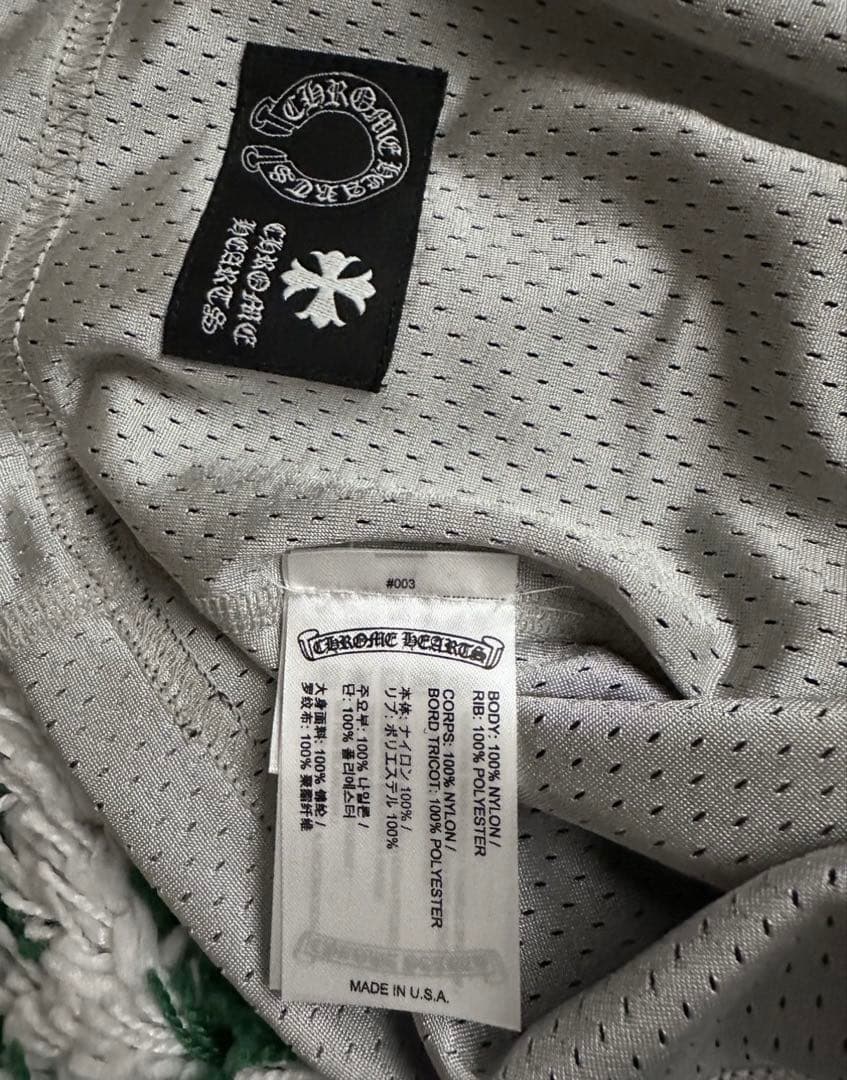 CHROME HEARTS
CHROME
HEARTS
#003
CHROME HEARTS
BODY: 100% NYLON /
RIB: 100% POLYESTER
CORPS: 100% NYLON /
BORD TRICOT: 100% POLYESTER
本体: ナイロン 100% /
リブ: ポリエステル 100%
주요부: 100% 나일론 /
단: 100% 폴리에스터
大身面料: 100% 锦纶 /
罗纹布: 100% 聚酯纤维
MADE IN U.S.A.